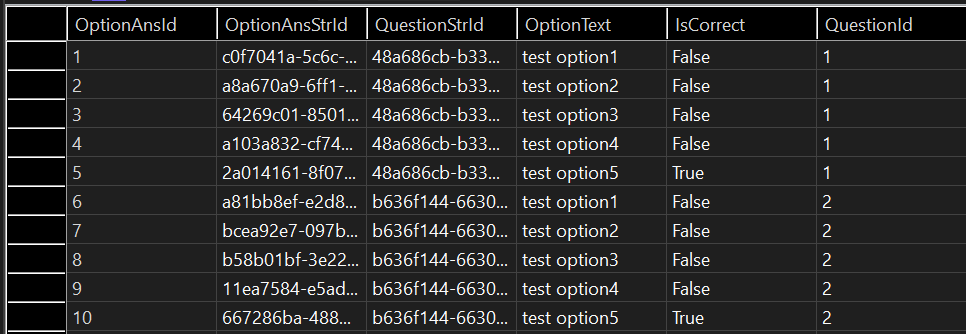 OptionAnsId OptionAnsStrId QuestionStrId OptionText IsCorrect QuestionId
1 c0f7041a-5c6c-... 48a686cb-b33... test option1 False 1
2 a8a670a9-6ff1-... 48a686cb-b33... test option2 False 1
3 64269c01-8501... 48a686cb-b33... test option3 False 1
4 a103a832-cf74... 48a686cb-b33... test option4 False 1
5 2a014161-8f07... 48a686cb-b33... test option5 True 1
6 a81bb8ef-e2d8... b636f144-6630... test option1 False 2
7 bcea92e7-097b... b636f144-6630... test option2 False 2
8 b58b01bf-3e22... b636f144-6630... test option3 False 2
9 11ea7584-e5ad... b636f144-6630... test option4 False 2
10 667286ba-488... b636f144-6630... test option5 True 2